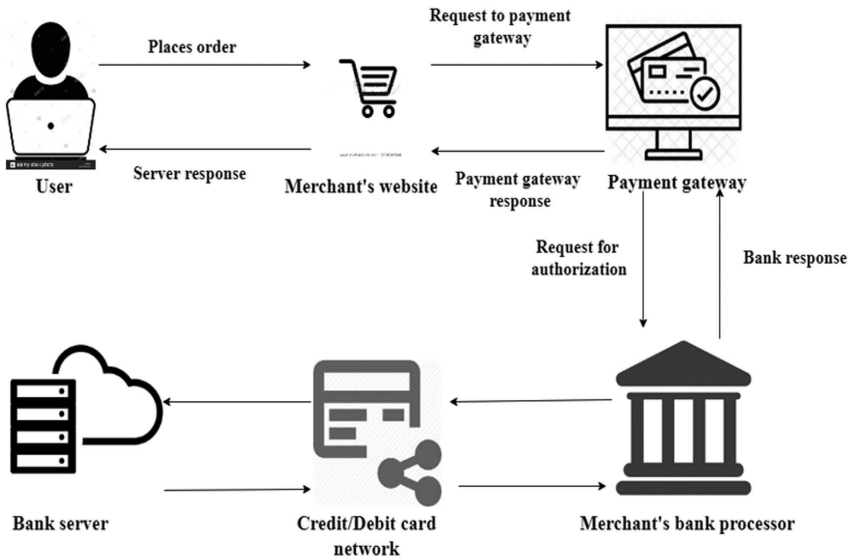 Places order
Request to payment
gateway
Server response
Payment gateway
response
User
Merchant's website
Payment gateway
Request for
authorization
Bank response
Bank server
Credit/Debit card
network
Merchant's bank processor